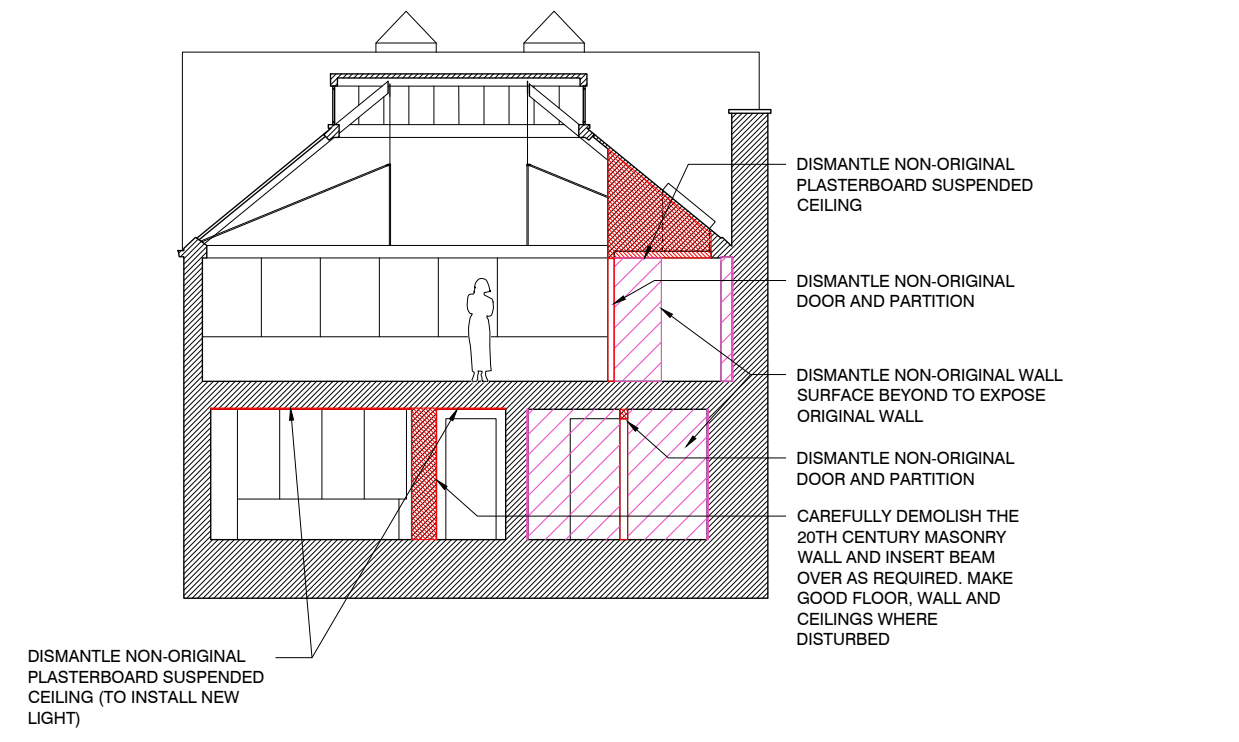 DISMANTLE NON-ORIGINAL
PLASTERBOARD SUSPENDED
CEILING
DISMANTLE NON-ORIGINAL
DOOR AND PARTITION
DISMANTLE NON-ORIGINAL WALL
SURFACE BEYOND TO EXPOSE
ORIGINAL WALL
DISMANTLE NON-ORIGINAL
DOOR AND PARTITION
CAREFULLY DEMOLISH THE
20TH CENTURY MASONRY
WALL AND INSERT BEAM
OVER AS REQUIRED. MAKE
GOOD FLOOR, WALL AND
CEILINGS WHERE
DISTURBED
DISMANTLE NON-ORIGINAL
PLASTERBOARD SUSPENDED
CEILING (TO INSTALL NEW
LIGHT)